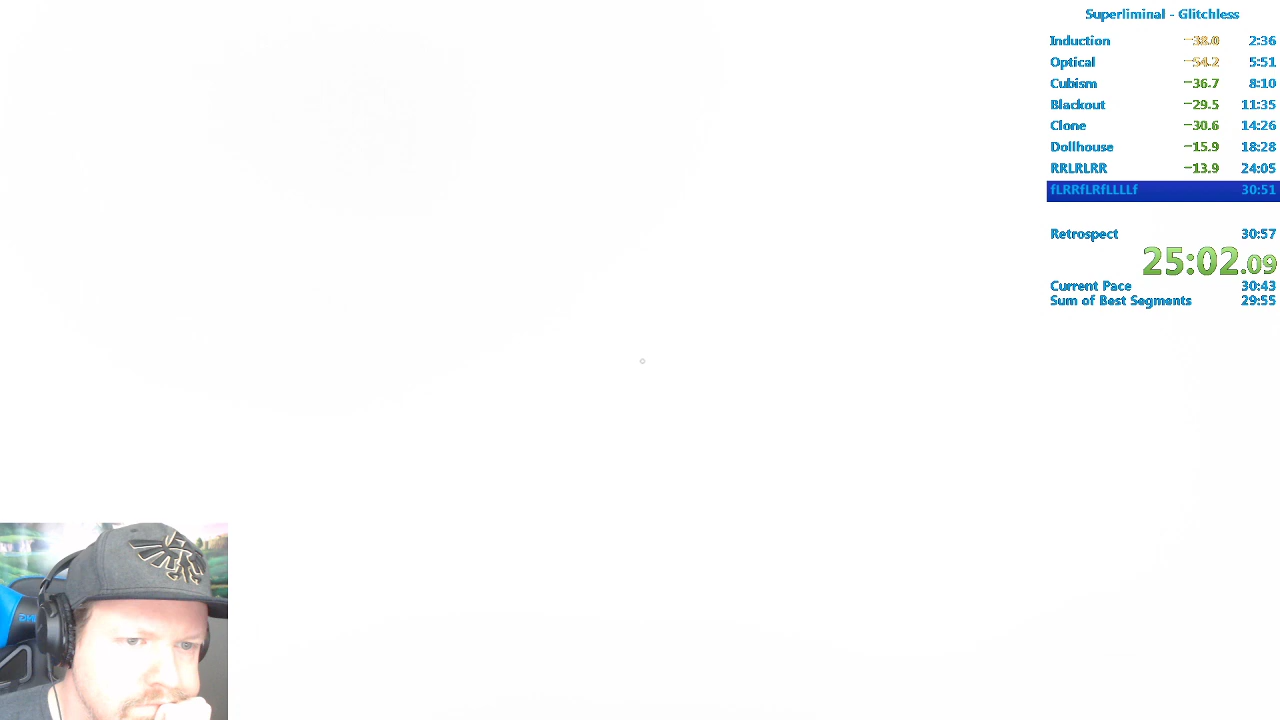 Superliminal - Glitchless
Induction -38.0 2:36
Optical -54.2 5:51
Cubism -36.7 8:10
Blackout -29.5 11:35
Clone -30.6 14:26
Dollhouse -15.9 18:28
RRLRLRR -13.9 24:05
fLRRfLRfLLLLf 30:51
Retrospect 30:57
25:02.09
Current Pace 30:43
Sum of Best Segments 29:55